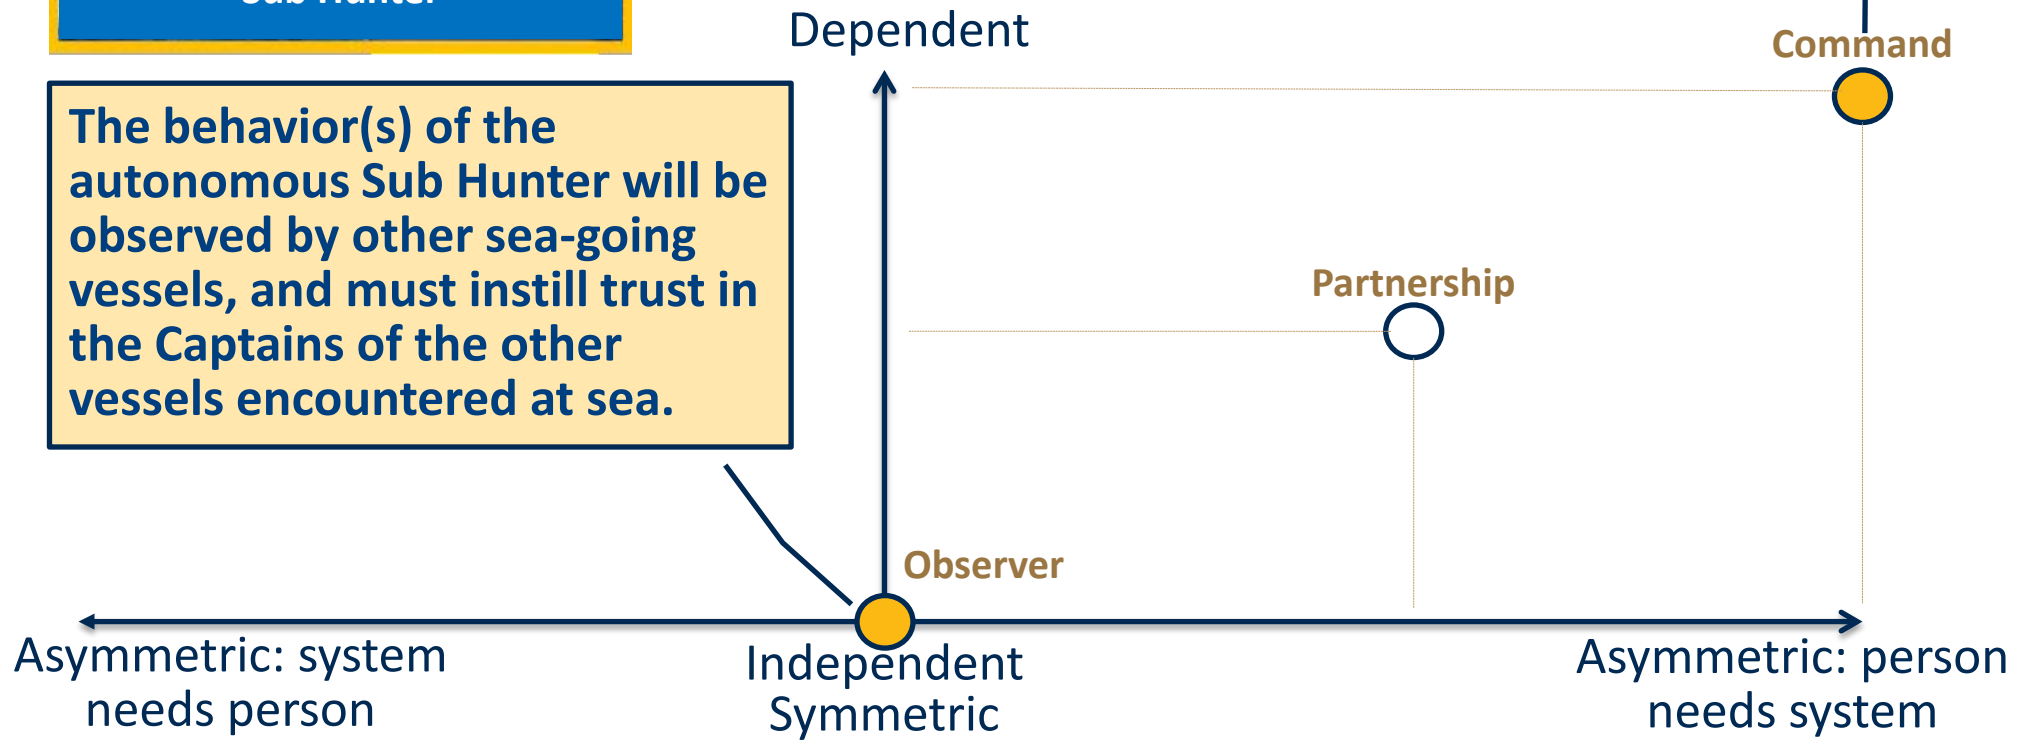 Sub Hunter
Dependent
Command
The behavior(s) of the
autonomous Sub Hunter will be
observed by other sea-going
vessels, and must instill trust in
the Captains of the other
vessels encountered at sea.
Partnership
Observer
Asymmetric: system
needs person
Independent
Symmetric
Asymmetric: person
needs system